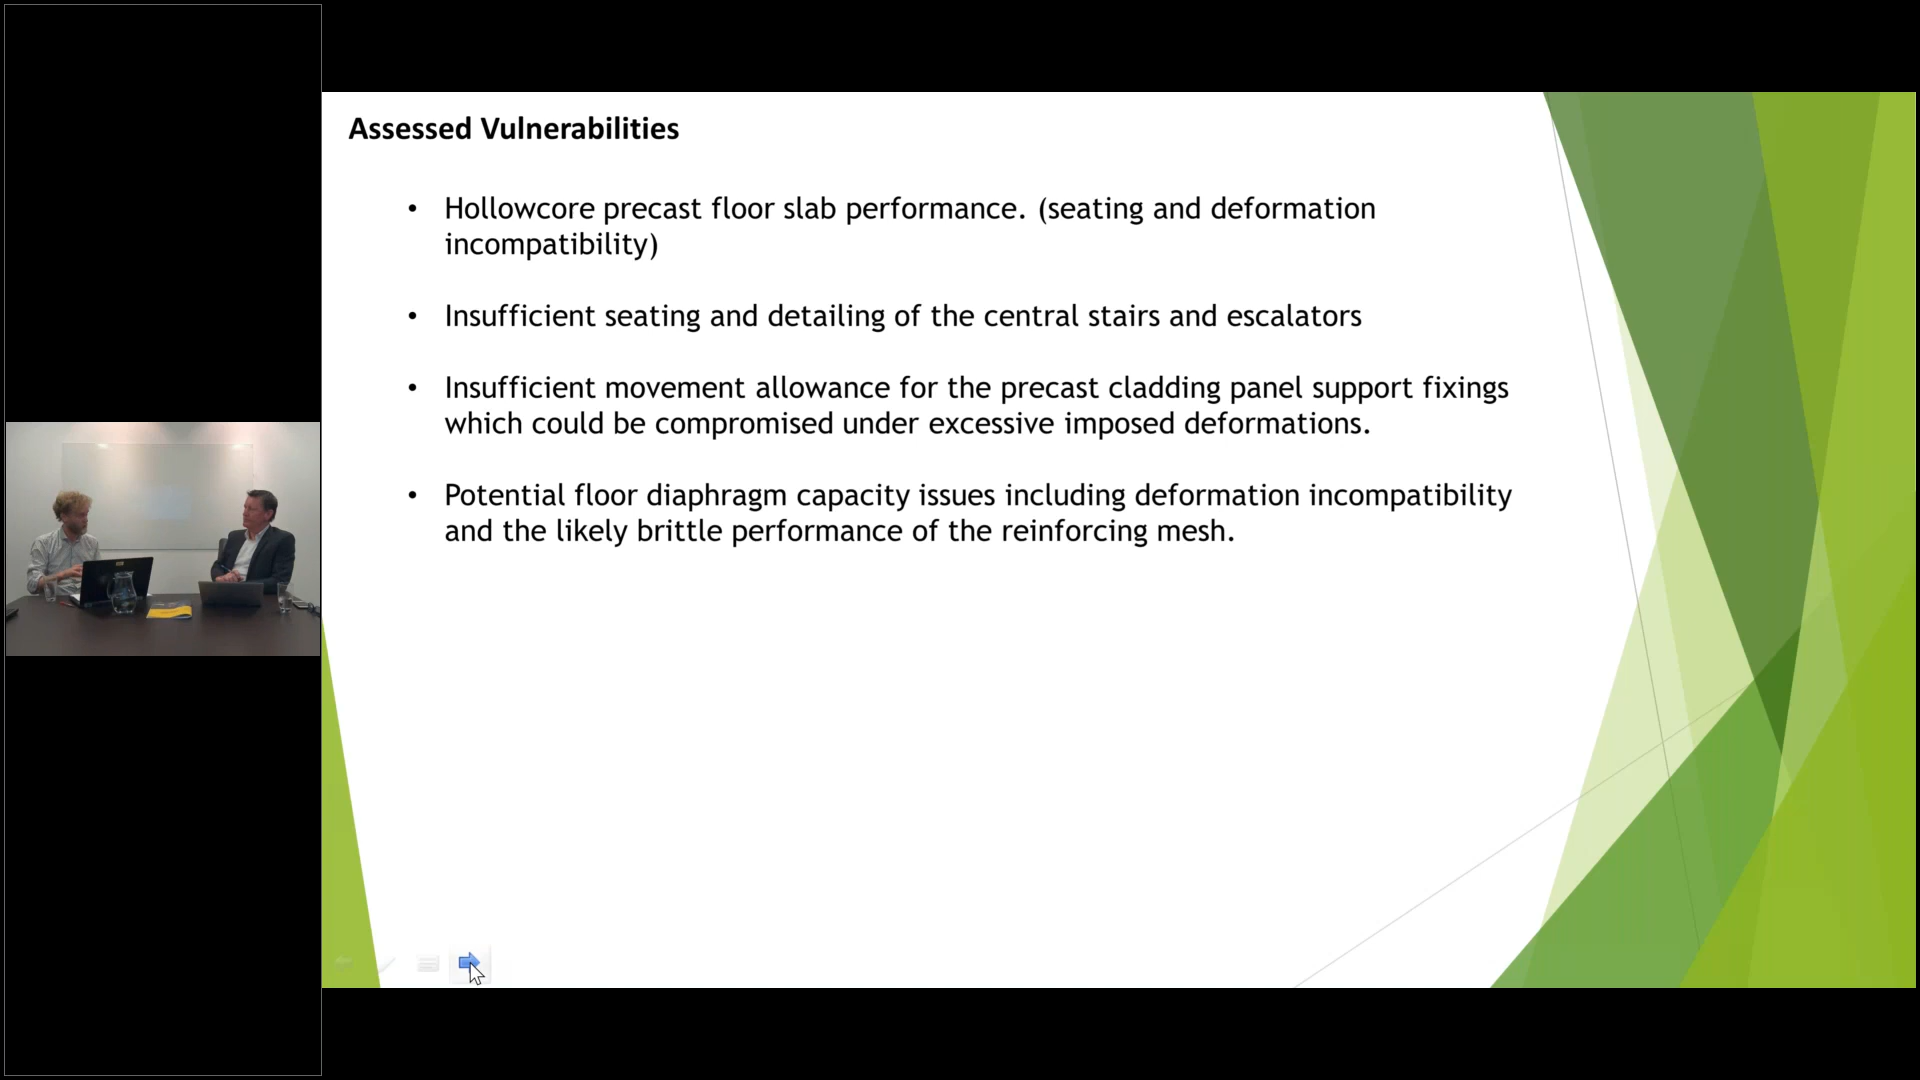 Assessed Vulnerabilities
• Hollowcore precast floor slab performance. (seating and deformation
incompatibility)
• Insufficient seating and detailing of the central stairs and escalators
• Insufficient movement allowance for the precast cladding panel support fixings
which could be compromised under excessive imposed deformations.
• Potential floor diaphragm capacity issues including deformation incompatibility
and the likely brittle performance of the reinforcing mesh.